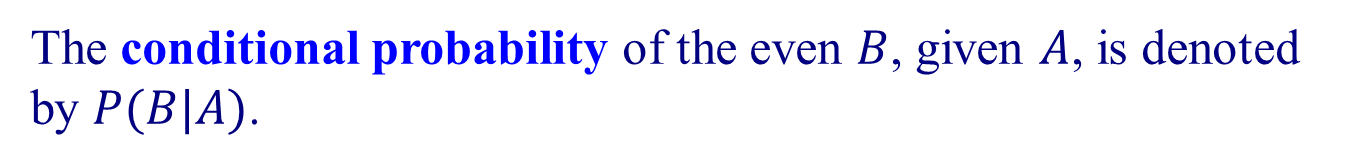 The conditional probability of the even B, given A, is denoted
by P(B|A).